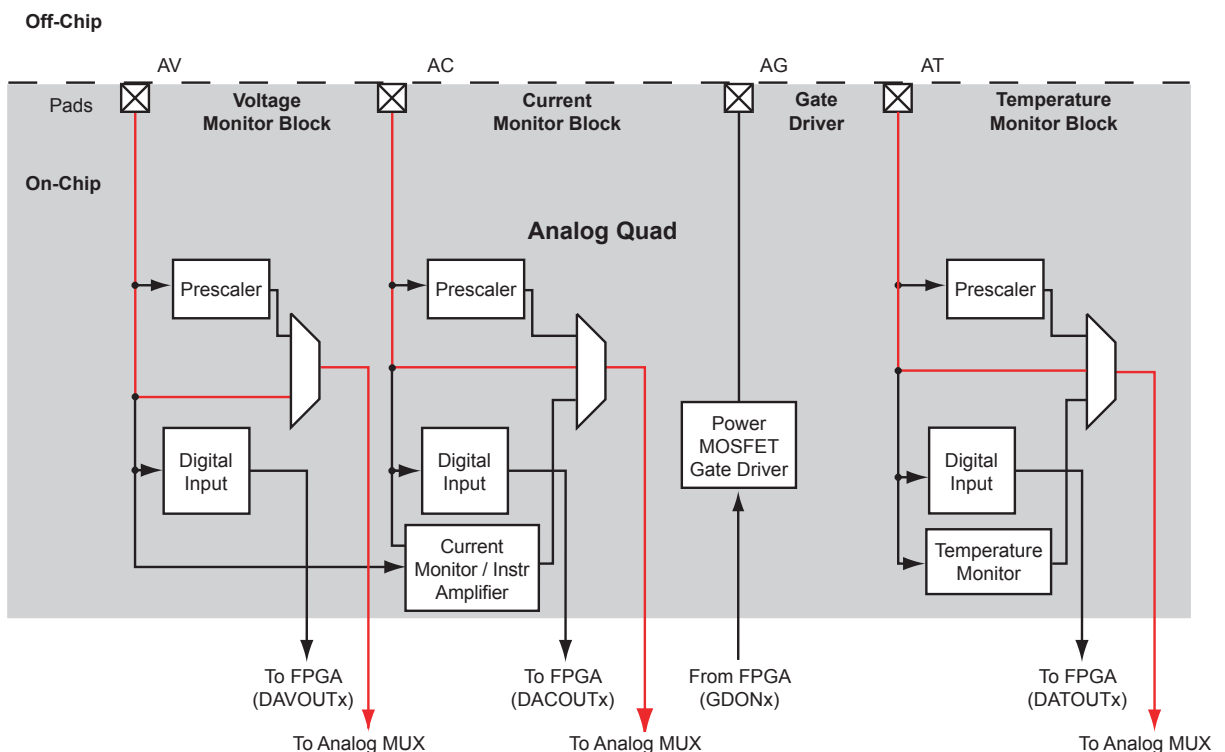 Off-Chip
AV
AC
AG
AT
Pads
Voltage
Monitor Block
Current
Monitor Block
Gate
Driver
Temperature
Monitor Block
On-Chip
Analog Quad
Prescaler
Prescaler
Prescaler
Digital
Input
Digital
Input
Power
MOSFET
Gate Driver
Digital
Input
Current
Monitor / Instr
Amplifier
Temperature
Monitor
To FPGA
(DAVOUTx)
To FPGA
(DACOUTx)
From FPGA
(GDONx)
To FPGA
(DATOUTx)
To Analog MUX
To Analog MUX
To Analog MUX